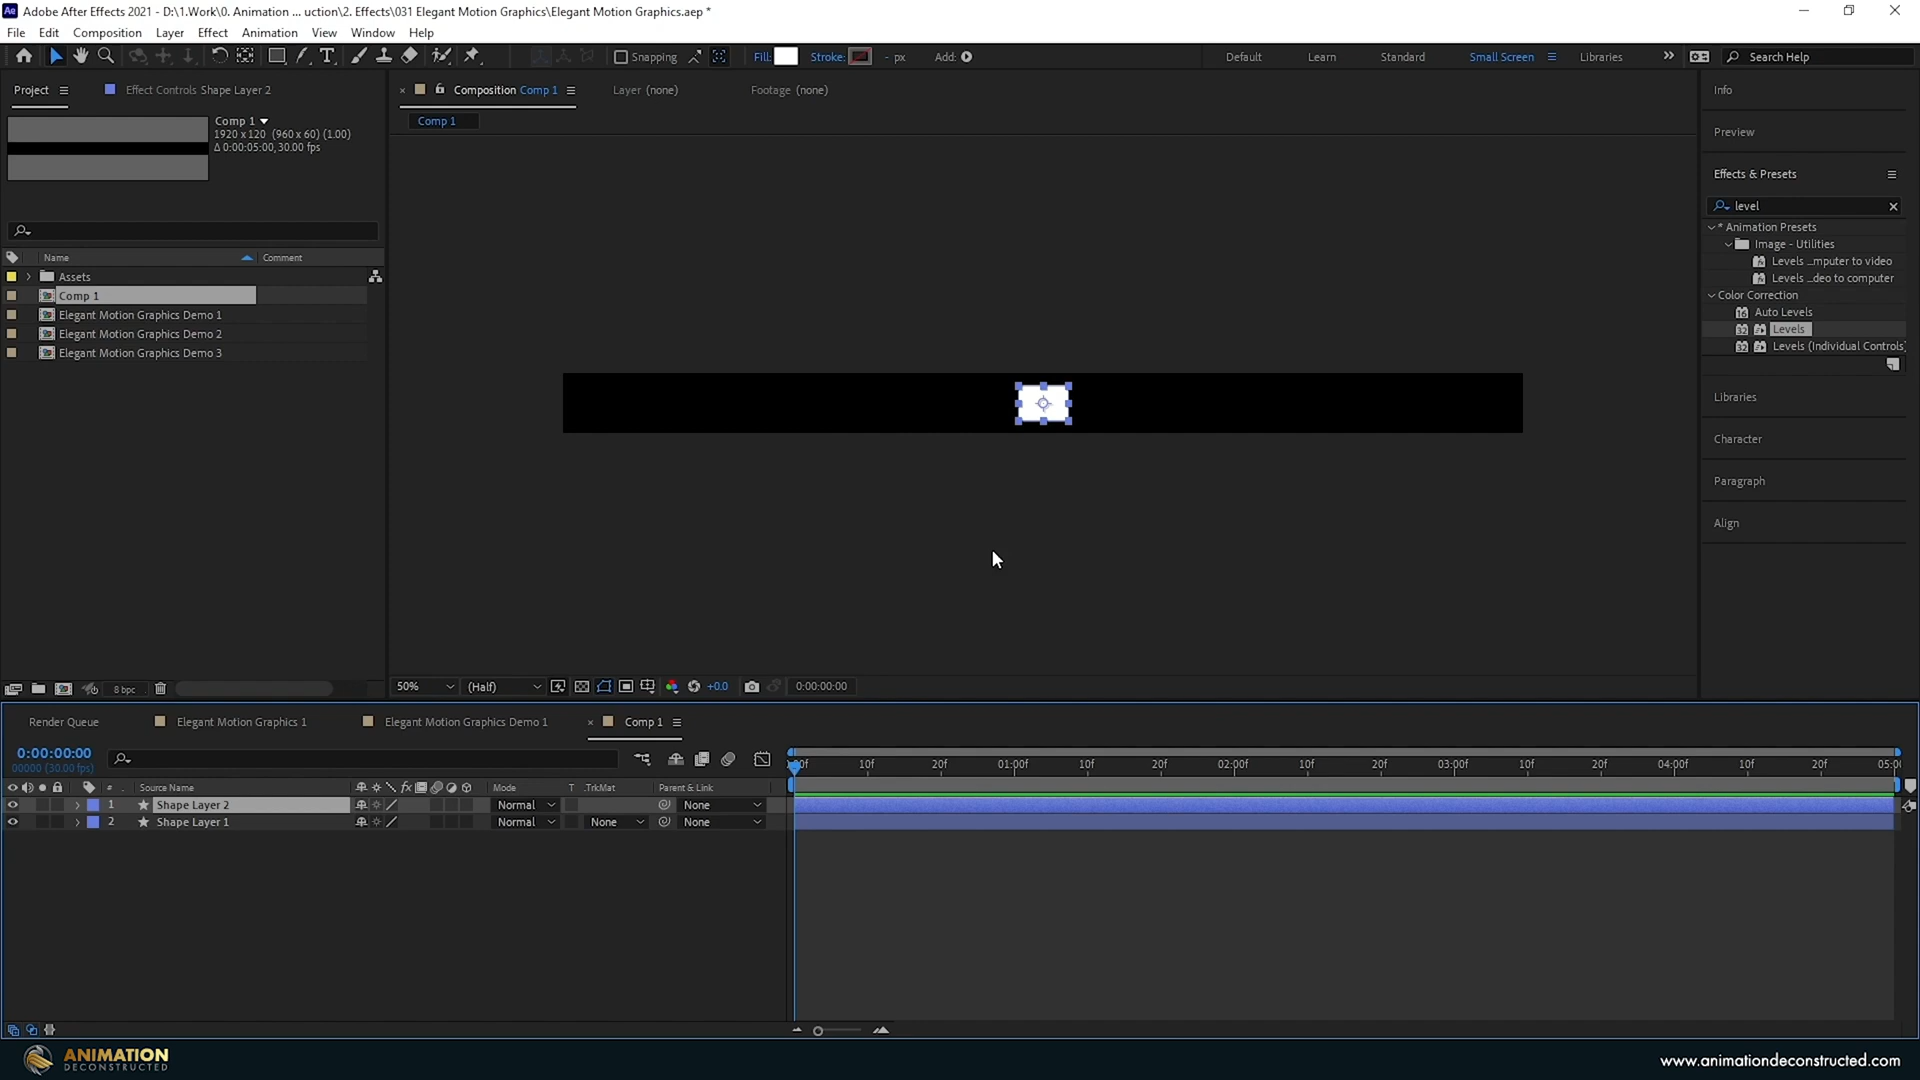 Adobe After Effects 2021 - D:\1.Work\0. Animation ... uction\2. Effects\031 Elegant Motion Graphics\Elegant Motion Graphics.aep *
File Edit Composition Layer Effect Animation View Window Help
Snapping Fill: Stroke: - px Add: Default Learn Standard Small Screen Libraries Search Help
Project Effect Controls Shape Layer 2 Composition Comp 1 Layer (none) Footage (none) Info
Comp 1 Comp 1
1920 x 120 (960 x 60) (1.00)
Δ 0:00:05:00, 30.00 fps
Preview
Effects & Presets
level
* Animation Presets
Image - Utilities
Levels ...mputer to video
Levels ...deo to computer
Color Correction
Auto Levels
32 Levels
32 Levels (Individual Controls)
Libraries
Character
Paragraph
Align
Name Comment
Assets
Comp 1
Elegant Motion Graphics Demo 1
Elegant Motion Graphics Demo 2
Elegant Motion Graphics Demo 3
8 bpc 50% (Half) +0.0 0:00:00:00
Render Queue Elegant Motion Graphics 1 Elegant Motion Graphics Demo 1 Comp 1
0:00:00:00
00000 (30.00 fps)
10f 20f 01:00f 10f 20f 02:00f 10f 20f 03:00f 10f 20f 04:00f 10f 20f 05:00
# Source Name fx Mode T .TrkMat Parent & Link
1 Shape Layer 2 Normal None
2 Shape Layer 1 Normal None None
ANIMATION
DECONSTRUCTED
www.animationdeconstructed.com